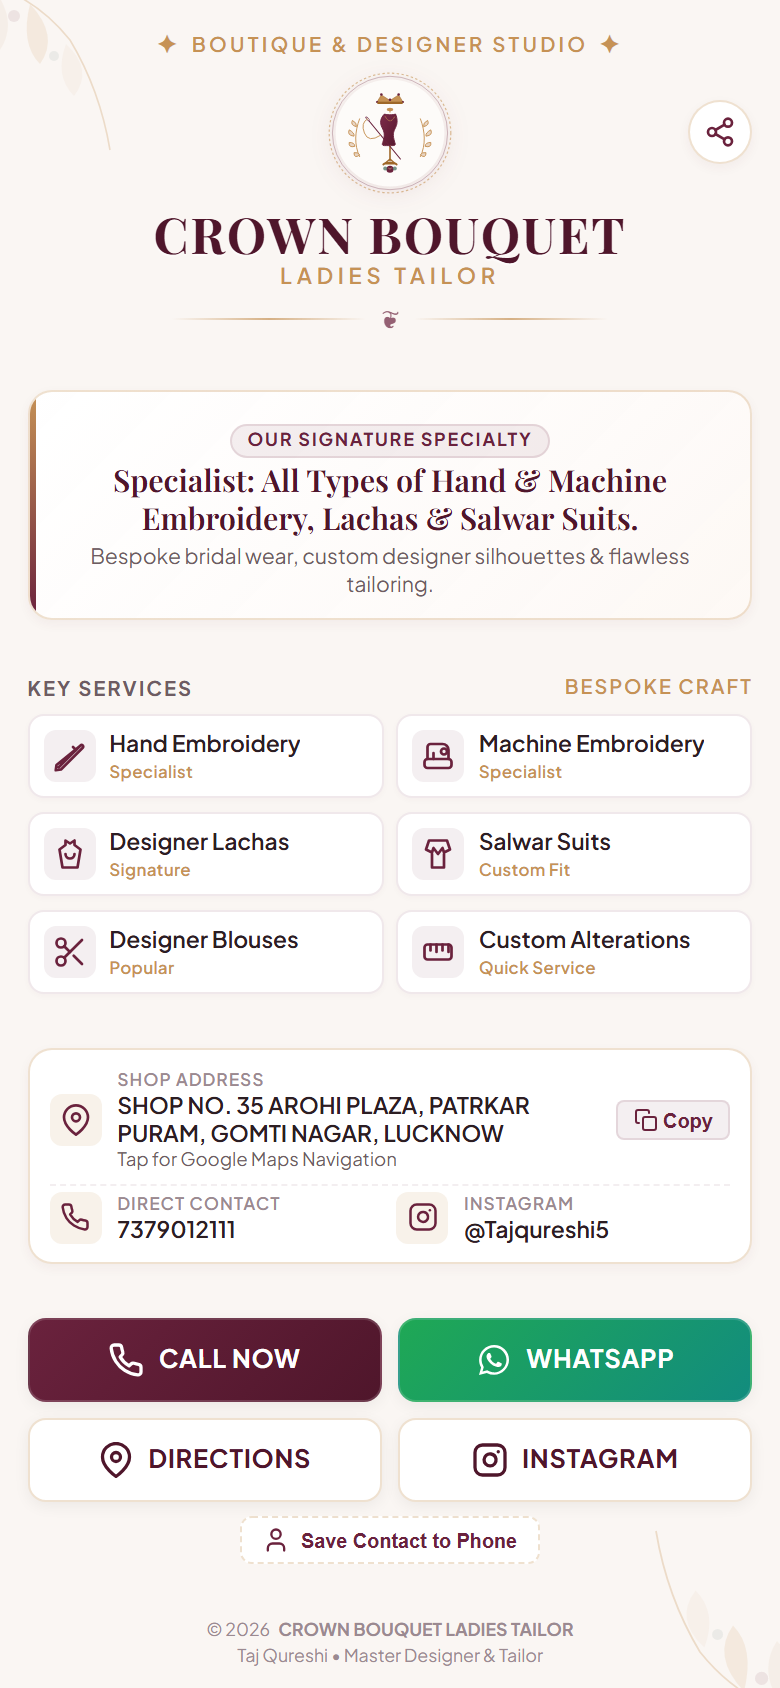 ✦ BOUTIQUE & DESIGNER STUDIO ✦
CROWN BOUQUET
LADIES TAILOR
OUR SIGNATURE SPECIALTY
Specialist: All Types of Hand & Machine
Embroidery, Lachas & Salwar Suits.
Bespoke bridal wear, custom designer silhouettes & flawless
tailoring.
KEY SERVICES
BESPOKE CRAFT
Hand Embroidery
Specialist
Machine Embroidery
Specialist
Designer Lachas
Signature
Salwar Suits
Custom Fit
Designer Blouses
Popular
Custom Alterations
Quick Service
SHOP ADDRESS
SHOP NO. 35 AROHI PLAZA, PATRKAR
PURAM, GOMTI NAGAR, LUCKNOW
Tap for Google Maps Navigation
Copy
DIRECT CONTACT
7379012111
INSTAGRAM
@Tajqureshi5
CALL NOW
WHATSAPP
DIRECTIONS
INSTAGRAM
Save Contact to Phone
© 2026 CROWN BOUQUET LADIES TAILOR
Taj Qureshi • Master Designer & Tailor